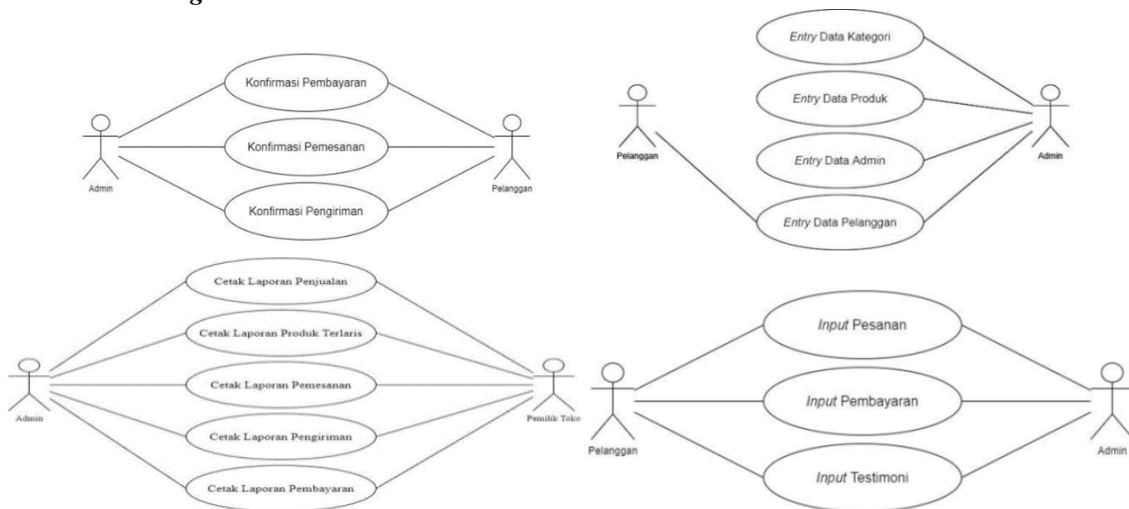 Konfirmasi Pembayaran
Konfirmasi Pemesanan
Konfirmasi Pengiriman
Admin
Pelanggan
Entry Data Kategori
Entry Data Produk
Entry Data Admin
Entry Data Pelanggan
Pelanggan
Admin
Cetak Laporan Penjualan
Cetak Laporan Produk Terlaris
Cetak Laporan Pemesanan
Cetak Laporan Pengiriman
Cetak Laporan Pembayaran
Admin
Pemilik Toko
Input Pesanan
Input Pembayaran
Input Testimoni
Pelanggan
Admin